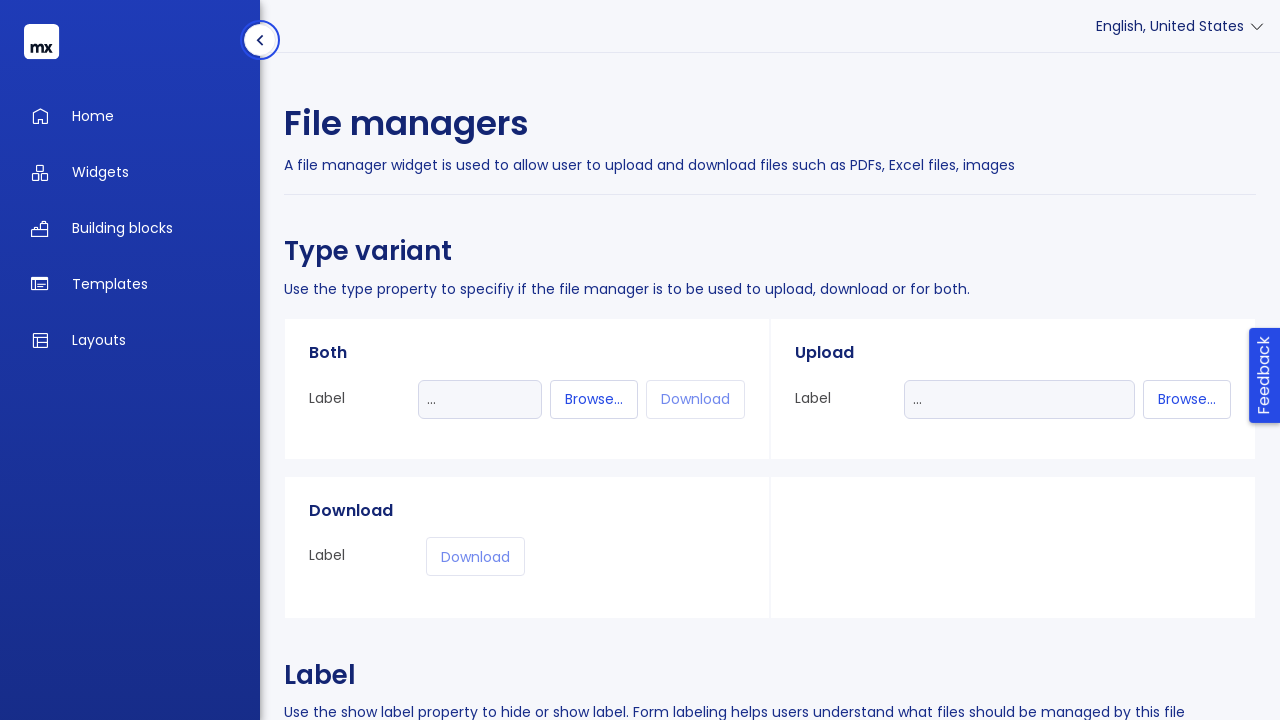 mx
English, United States
Home
Widgets
Building blocks
Templates
Layouts
File managers
A file manager widget is used to allow user to upload and download files such as PDFs, Excel files, images
Type variant
Use the type property to specifiy if the file manager is to be used to upload, download or for both.
Both
Label
...
Browse...
Download
Upload
Label
...
Browse...
Feedback
Download
Label
Download
Label
Use the show label property to hide or show label. Form labeling helps users understand what files should be managed by this file